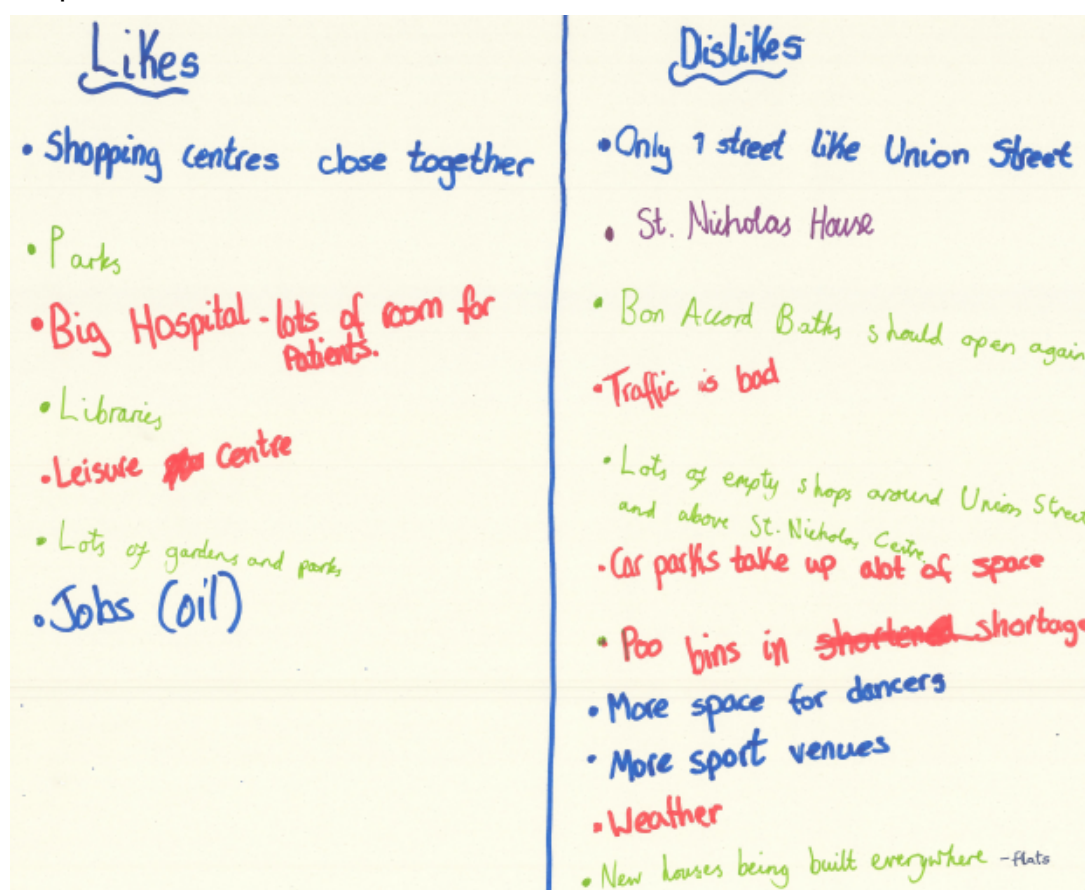 Likes
• Shopping centres close together
• Parks
• Big Hospital - lots of room for
patients.
• Libraries
• Leisure centre
• Lots of gardens and parks
• Jobs (oil)
Dislikes
• Only 1 street like Union Street
• St. Nicholas House
• Bon Accord Baths should open again
• Traffic is bad
• Lots of empty shops around Union Street
and above St. Nicholas Centre.
• Car parks take up alot of space
• Poo bins in shortage
• More space for dancers
• More sport venues
• Weather
• New houses being built everywhere - flats